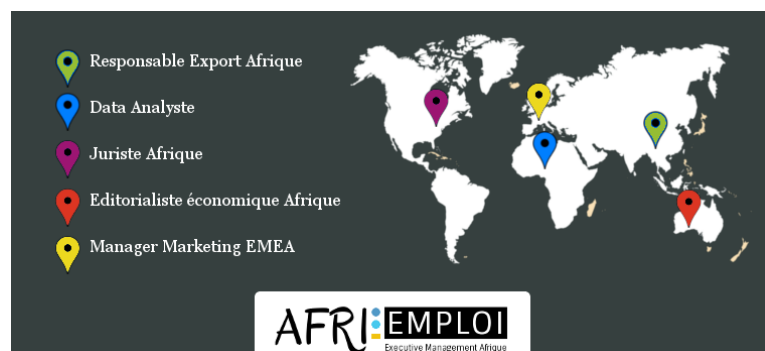 Responsable Export Afrique
Data Analyste
Juriste Afrique
Editorialiste économique Afrique
Manager Marketing EMEA
AFRI EMPLOI
Executive Management Afrique